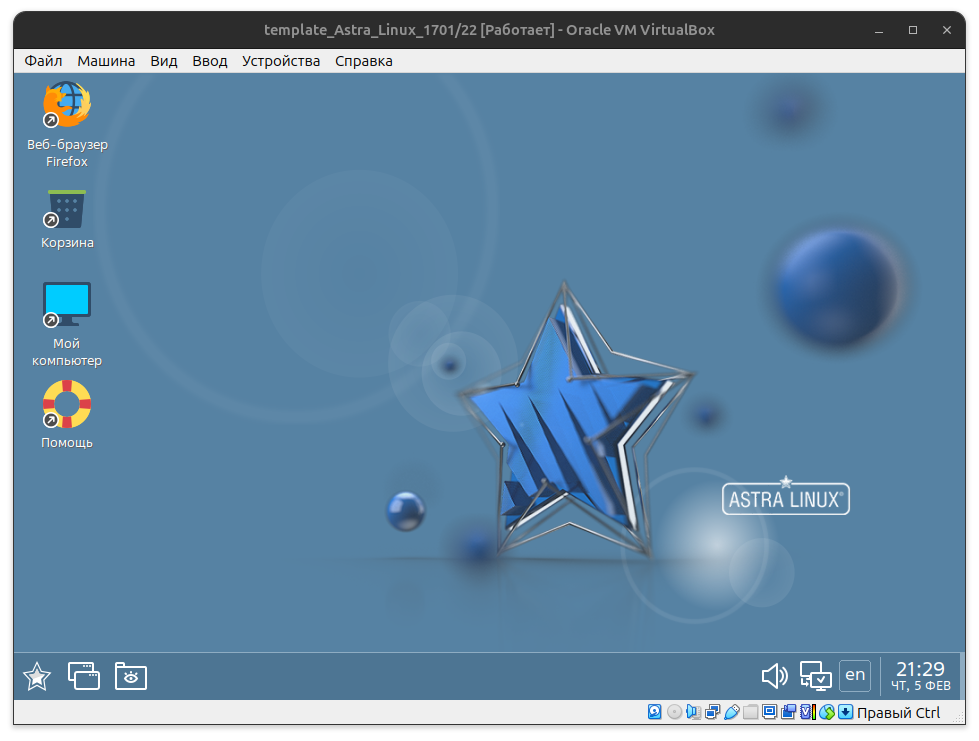 template_Astra_Linux_1701/22 [Работает] - Oracle VM VirtualBox
Файл Машина Вид Ввод Устройства Справка
Веб-браузер
Firefox
Корзина
Мой
компьютер
Помощь
ASTRA LINUX®
en
21:29
ЧТ, 5 ФЕВ
Правый Ctrl